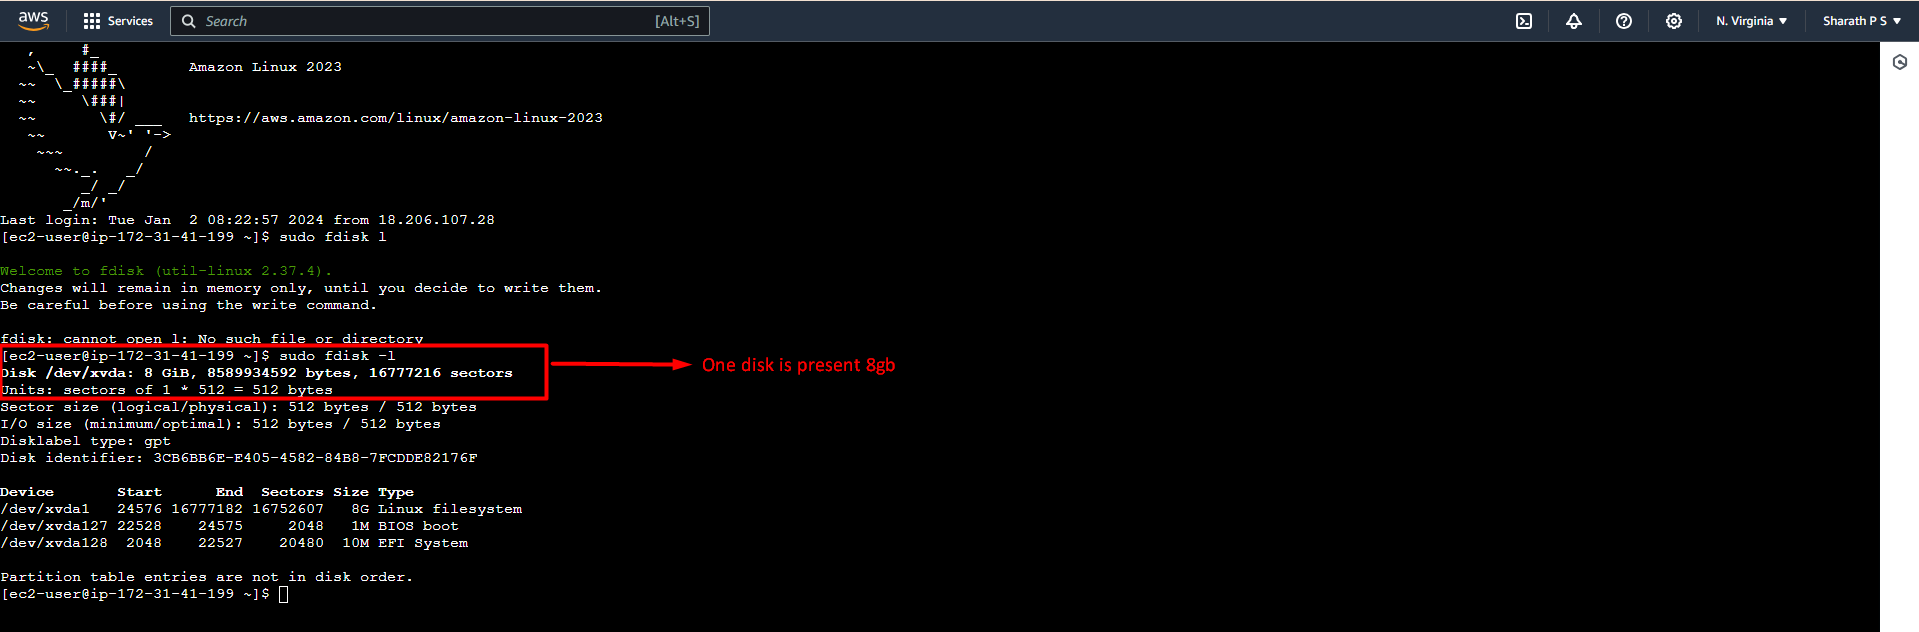 aws Services Search [Alt+S] N. Virginia ▼ Sharath P S ▼
   ,     #_
   ~\_  ####_        Amazon Linux 2023
  ~~  \_#####\
  ~~     \###|
  ~~       \#/ ___   https://aws.amazon.com/linux/amazon-linux-2023
   ~~       V~' '->
    ~~~         /
      ~~._.   _/
         _/ _/
       _/m/'
Last login: Tue Jan  2 08:22:57 2024 from 18.206.107.28
[ec2-user@ip-172-31-41-199 ~]$ sudo fdisk l
Welcome to fdisk (util-linux 2.37.4).
Changes will remain in memory only, until you decide to write them.
Be careful before using the write command.
fdisk: cannot open l: No such file or directory
[ec2-user@ip-172-31-41-199 ~]$ sudo fdisk -l
One disk is present 8gb
Disk /dev/xvda: 8 GiB, 8589934592 bytes, 16777216 sectors
Units: sectors of 1 * 512 = 512 bytes
Sector size (logical/physical): 512 bytes / 512 bytes
I/O size (minimum/optimal): 512 bytes / 512 bytes
Disklabel type: gpt
Disk identifier: 3CB6BB6E-E405-4582-84B8-7FCDDE82176F
Device       Start      End  Sectors Size Type
/dev/xvda1   24576 16777182 16752607   8G Linux filesystem
/dev/xvda127 22528    24575     2048   1M BIOS boot
/dev/xvda128  2048    22527    20480  10M EFI System
Partition table entries are not in disk order.
[ec2-user@ip-172-31-41-199 ~]$